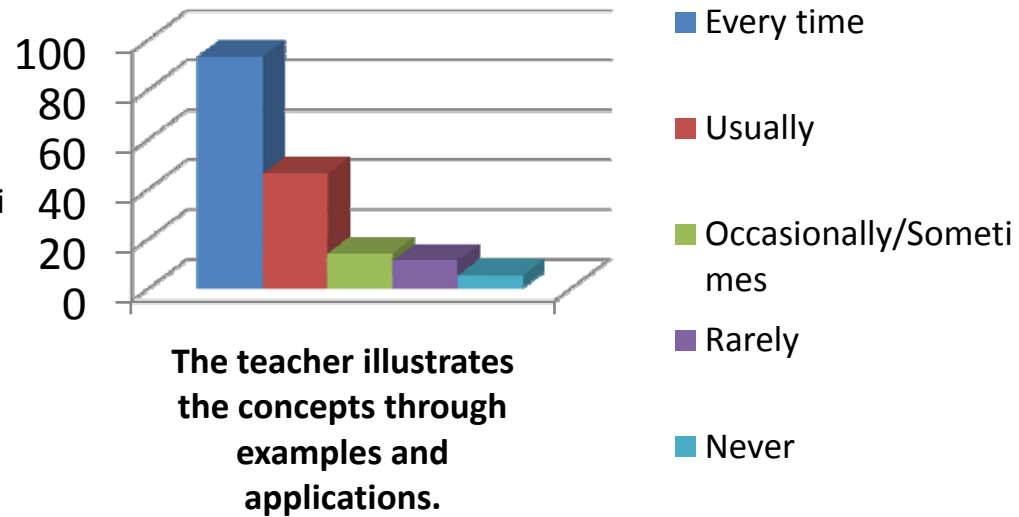 100
80
60
40
20
0
i
The teacher illustrates
the concepts through
examples and
applications.
Every time
Usually
Occasionally/Someti
mes
Rarely
Never